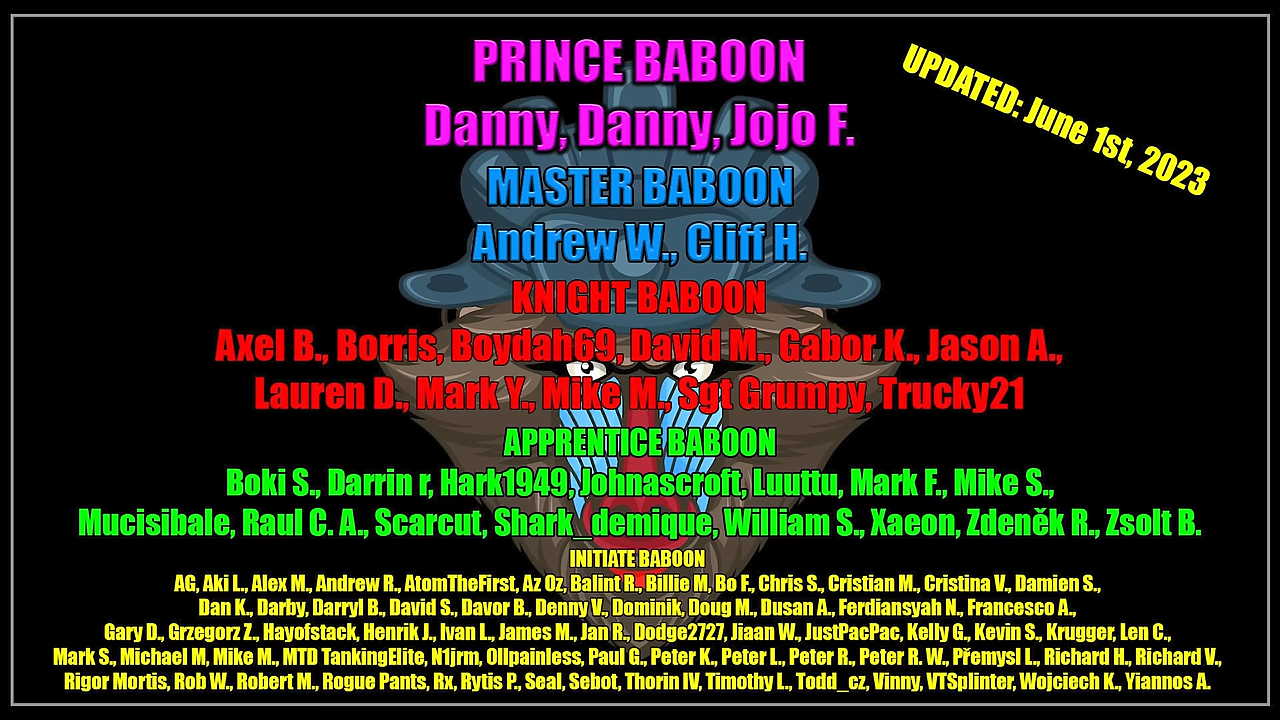 PRINCE BABOON
Danny, Danny, Jojo F.
UPDATED: June 1st, 2023
MASTER BABOON
Andrew W., Cliff H.
KNIGHT BABOON
Axel B., Borris, Boydah69, David M., Gabor K., Jason A.,
Lauren D., Mark Y., Mike M., Sgt Grumpy, Trucky21
APPRENTICE BABOON
Boki S., Darrin r, Hark1949, Johnascroft, Luuttu, Mark F., Mike S.,
Mucisibale, Raul C. A., Scarcut, Shark_demique, William S., Xaeon, Zdeněk R., Zsolt B.
INITIATE BABOON
AG, Aki L., Alex M., Andrew R., AtomTheFirst, Az Oz, Balint R., Billie M, Bo F., Chris S., Cristian M., Cristina V., Damien S.,
Dan K., Darby, Darryl B., David S., Davor B., Denny V., Dominik, Doug M., Dusan A., Ferdiansyah N., Francesco A.,
Gary D., Grzegorz Z., Hayofstack, Henrik J., Ivan L., James M., Jan R., Dodge2727, Jiaan W., JustPacPac, Kelly G., Kevin S., Krugger, Len C.,
Mark S., Michael M, Mike M., MTD TankingElite, N1jrm, Ollpainless, Paul G., Peter K., Peter L., Peter R., Peter R. W., Přemysl L., Richard H., Richard V.,
Rigor Mortis, Rob W., Robert M., Rogue Pants, Rx, Rytis P., Seal, Sebot, Thorin IV, Timothy L., Todd_cz, Vinny, VTSplinter, Wojciech K., Yiannos A.